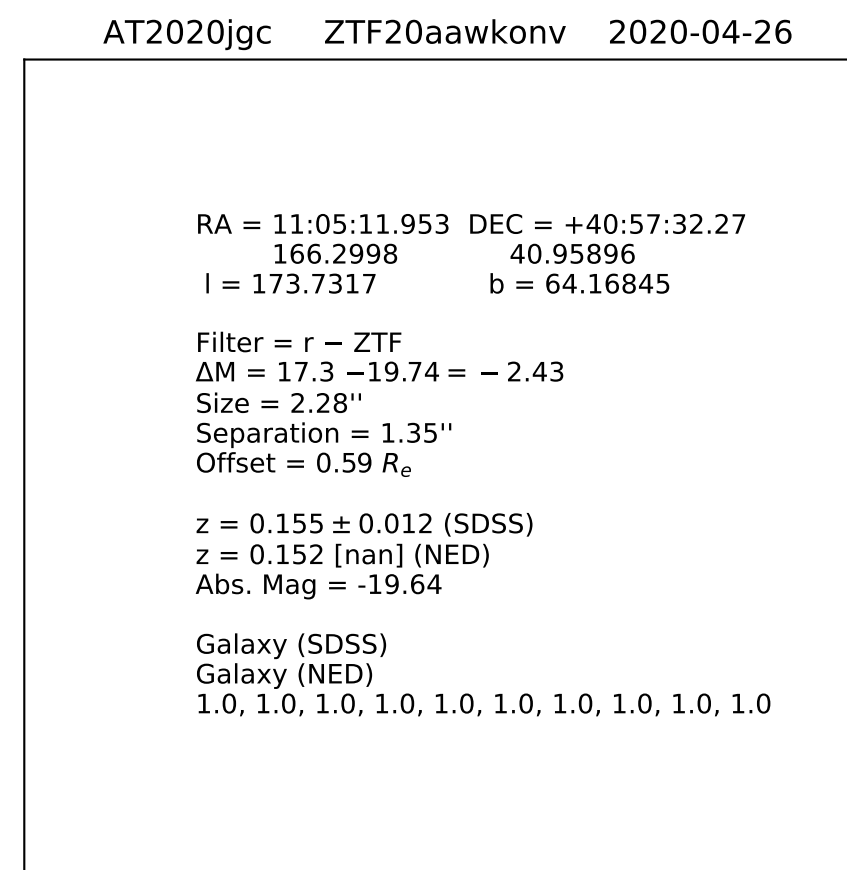 AT2020jgc ZTF20aawkonv 2020-04-26
RA = 11:05:11.953 DEC = +40:57:32.27
166.2998 40.95896
l = 173.7317 b = 64.16845
Filter = r − ZTF
ΔM = 17.3 −19.74 = − 2.43
Size = 2.28''
Separation = 1.35''
Offset = 0.59 Re
z = 0.155 ± 0.012 (SDSS)
z = 0.152 [nan] (NED)
Abs. Mag = -19.64
Galaxy (SDSS)
Galaxy (NED)
1.0, 1.0, 1.0, 1.0, 1.0, 1.0, 1.0, 1.0, 1.0, 1.0